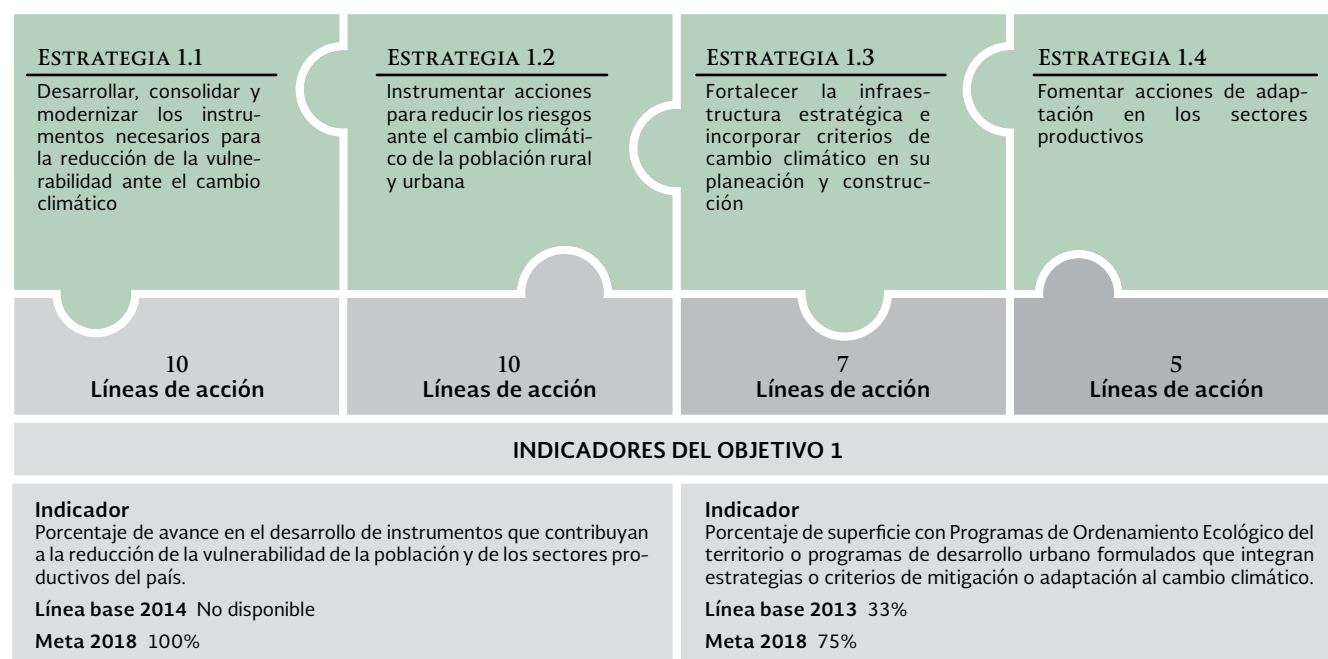 ESTRATEGIA 1.1
Desarrollar, consolidar y
modernizar los instru-
mentos necesarios para
la reducción de la vulne-
rabilidad ante el cambio
climático
ESTRATEGIA 1.2
Instrumentar acciones
para reducir los riesgos
ante el cambio climáti-
co de la población rural
y urbana
ESTRATEGIA 1.3
Fortalecer la infraes-
tructura estratégica e
incorporar criterios de
cambio climático en su
planeación y construc-
ción
ESTRATEGIA 1.4
Fomentar acciones de adap-
tación en los sectores
productivos
10
Líneas de acción
10
Líneas de acción
7
Líneas de acción
5
Líneas de acción
INDICADORES DEL OBJETIVO 1
Indicador
Porcentaje de avance en el desarrollo de instrumentos que contribuyan
a la reducción de la vulnerabilidad de la población y de los sectores pro-
ductivos del país.
Línea base 2014 No disponible
Meta 2018 100%
Indicador
Porcentaje de superficie con Programas de Ordenamiento Ecológico del
territorio o programas de desarrollo urbano formulados que integran
estrategias o criterios de mitigación o adaptación al cambio climático.
Línea base 2013 33%
Meta 2018 75%